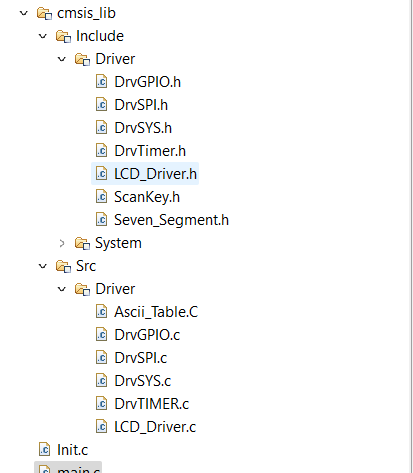 cmsis_lib
Include
Driver
DrvGPIO.h
DrvSPI.h
DrvSYS.h
DrvTimer.h
LCD_Driver.h
ScanKey.h
Seven_Segment.h
System
Src
Driver
Ascii_Table.C
DrvGPIO.c
DrvSPI.c
DrvSYS.c
DrvTIMER.c
LCD_Driver.c
Init.c
main.c